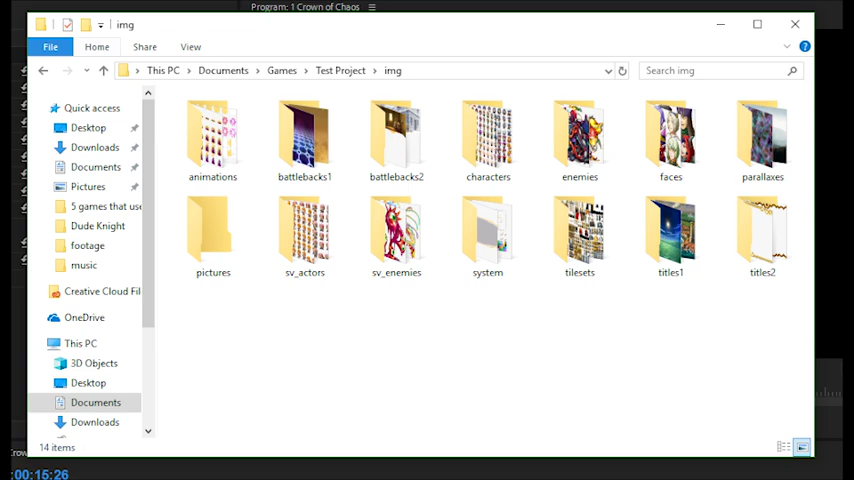 Program: 1 Crown of Chaos
img
File Home Share View
This PC Documents Games Test Project img
Search img
Quick access
Desktop
Downloads
Documents
Pictures
5 games that use
Dude Knight
footage
music
Creative Cloud Fil
OneDrive
This PC
3D Objects
Desktop
Documents
Downloads
animations battlebacks1 battlebacks2 characters enemies faces parallaxes
pictures sv_actors sv_enemies system tilesets titles1 titles2
14 items
Crow
:00:15:26